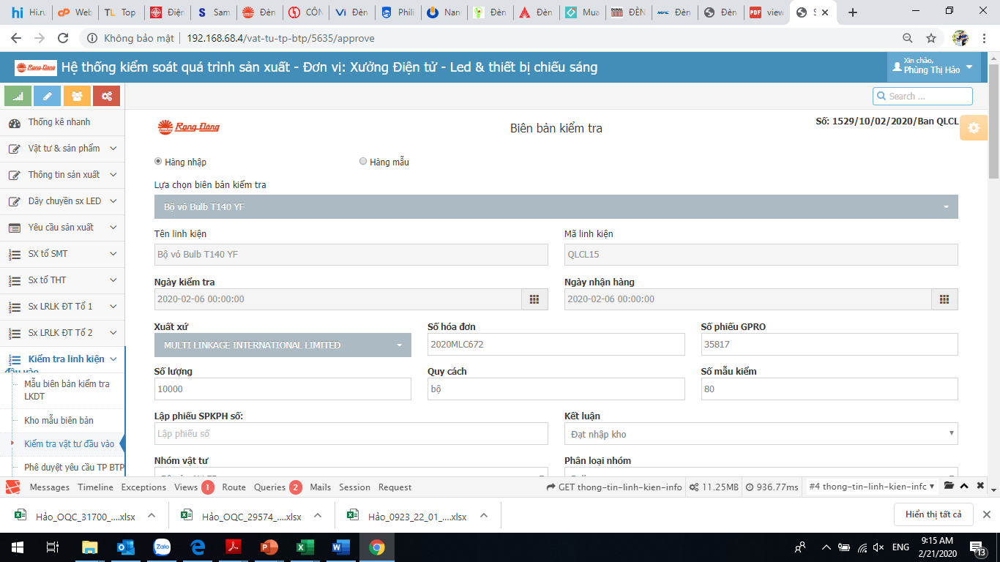 Hi.ru
Web
TL Top
Điện
S Sam
Đèn
CÔN
Vi Đèn
Phili
Nan
Đèn
Đèn
Mua
ĐÈN
Đèn
Đèn
PDF view
S
Không bảo mật | 192.168.68.4/vat-tu-tp-btp/5635/approve
Rạng Đông Hệ thống kiểm soát quá trình sản xuất - Đơn vị: Xưởng Điện tử - Led & thiết bị chiếu sáng
Xin chào,
Phùng Thị Hảo
Search ...
Thống kê nhanh
Vật tư & sản phẩm
Thông tin sản xuất
Dây chuyền sx LED
Yêu cầu sản xuất
SX tổ SMT
Sx tổ THT
Sx LRLK ĐT Tổ 1
Sx LRLK ĐT Tổ 2
Kiểm tra linh kiện
đầu vào
Mẫu biên bản kiểm tra
LKDT
Kho mẫu biên bản
Kiểm tra vật tư đầu vào
Phê duyệt yêu cầu TP BTP
Rạng Đông
Biên bản kiểm tra
Số: 1529/10/02/2020/Ban QLCL
Hàng nhập
Hàng mẫu
Lựa chọn biên bản kiểm tra
Bộ vỏ Bulb T140 YF
Tên linh kiện
Mã linh kiện
Bộ vỏ Bulb T140 YF
QLCL15
Ngày kiểm tra
Ngày nhận hàng
2020-02-06 00:00:00
2020-02-06 00:00:00
Xuất xứ
Số hóa đơn
Số phiếu GPRO
MULTI LINKAGE INTERNATIONAL LIMITED
2020MLC672
35817
Số lượng
Quy cách
Số mẫu kiểm
10000
bộ
80
Lập phiếu SPKPH số:
Kết luận
Lập phiếu số
Đạt nhập kho
Nhóm vật tư
Phân loại nhóm
Messages Timeline Exceptions Views 1 Route Queries 2 Mails Session Request
GET thong-tin-linh-kien-info
11.25MB
936.77ms
#4 thong-tin-linh-kien-info
Hảo_OQC_31700_....xlsx
Hảo_OQC_29574_....xlsx
Hảo_0923_22_01_....xlsx
Hiển thị tất cả
Zalo
ENG
9:15 AM
2/21/2020
13